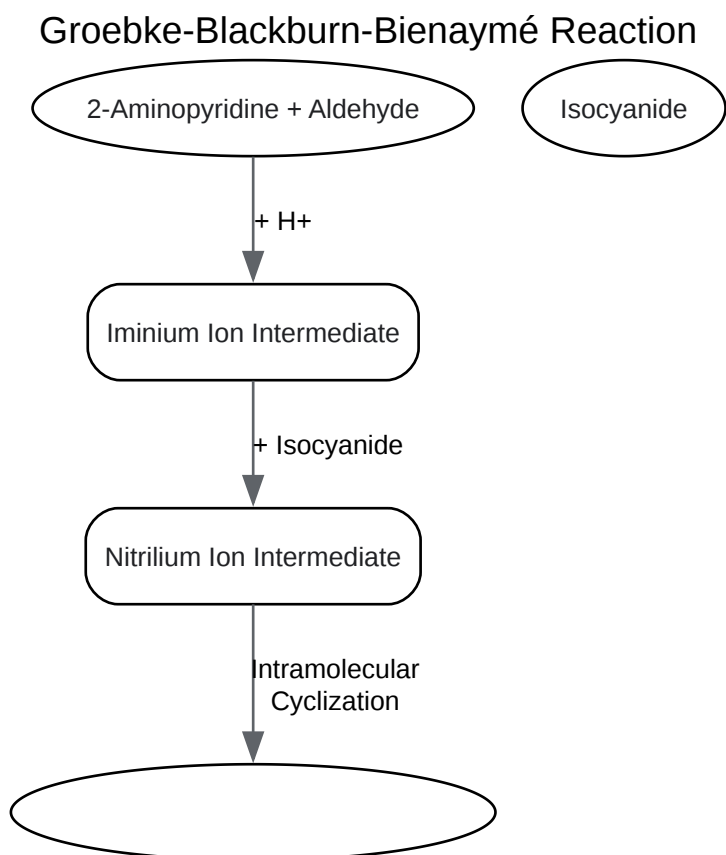 Groebke-Blackburn-Bienaymé Reaction
2-Aminopyridine + Aldehyde
Isocyanide
+ H+
Iminium Ion Intermediate
+ Isocyanide
Nitrilium Ion Intermediate
Intramolecular
Cyclization